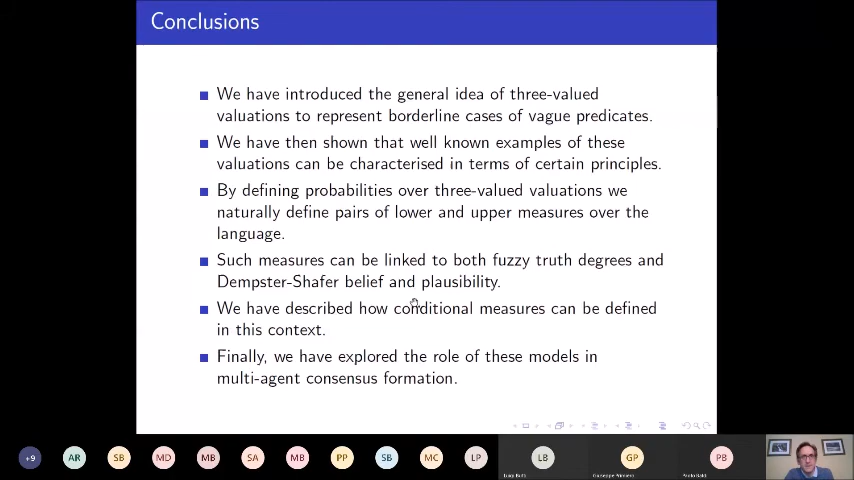 Conclusions
We have introduced the general idea of three-valued
valuations to represent borderline cases of vague predicates.
We have then shown that well known examples of these
valuations can be characterised in terms of certain principles.
By defining probabilities over three-valued valuations we
naturally define pairs of lower and upper measures over the
language.
Such measures can be linked to both fuzzy truth degrees and
Dempster-Shafer belief and plausibility.
We have described how conditional measures can be defined
in this context.
Finally, we have explored the role of these models in
multi-agent consensus formation.
+9 AR SB MD MB SA MB PP SB MC LP LB GP PB